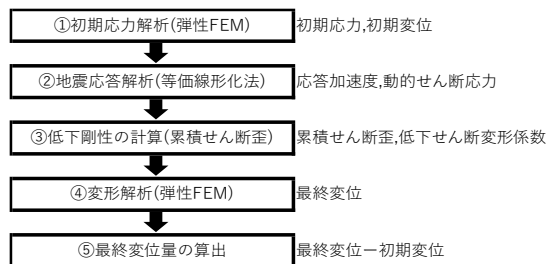 ①初期応力解析(弾性FEM) 初期応力,初期変位
②地震応答解析(等価線形化法) 応答加速度,動的せん断応力
③低下剛性の計算(累積せん断歪) 累積せん断歪,低下せん断変形係数
④変形解析(弾性FEM) 最終変位
⑤最終変位量の算出 最終変位ー初期変位